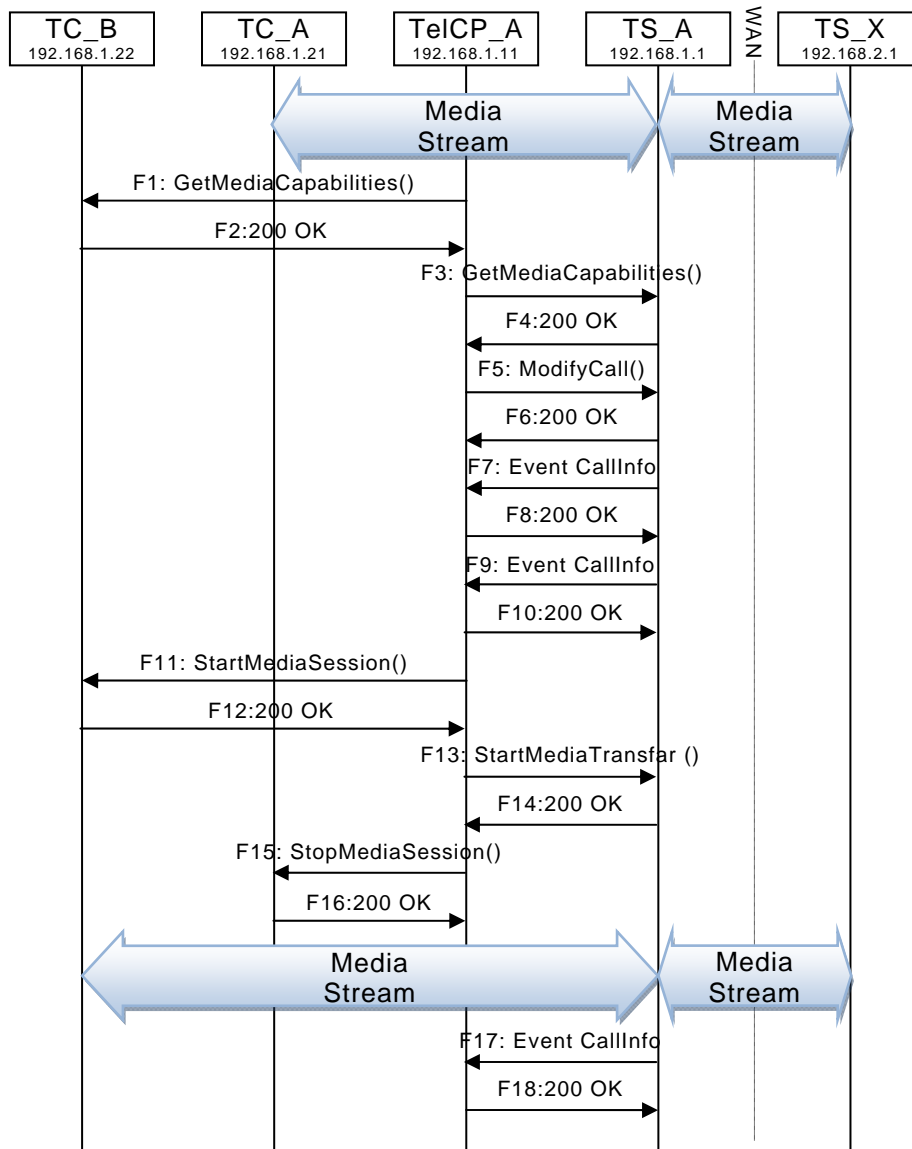 TC_B
192.168.1.22
TC_A
192.168.1.21
TelCP_A
192.168.1.11
TS_A
192.168.1.1
WAN
TS_X
192.168.2.1
Media
Stream
Media
Stream
F1: GetMediaCapabilities()
F2:200 OK
F3: GetMediaCapabilities()
F4:200 OK
F5: ModifyCall()
F6:200 OK
F7: Event CallInfo
F8:200 OK
F9: Event CallInfo
F10:200 OK
F11: StartMediaSession()
F12:200 OK
F13: StartMediaTransfar ()
F14:200 OK
F15: StopMediaSession()
F16:200 OK
Media
Stream
Media
Stream
F17: Event CallInfo
F18:200 OK